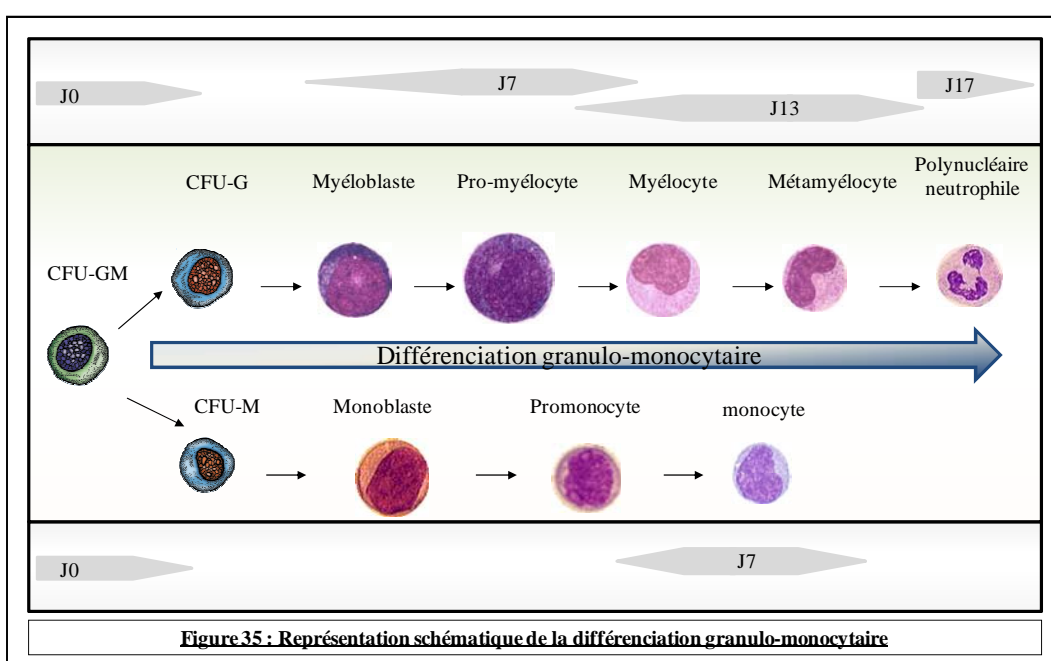 J0
J7
J13
J17
CFU-G
Myéloblaste
Pro-myélocyte
Myélocyte
Métamyélocyte
Polynucléaire
neutrophile
CFU-GM
Différenciation granulo-monocytaire
CFU-M
Monoblaste
Promonocyte
monocyte
J0
J7
Figure 35 : Représentation schématique de la différenciation granulo-monocytaire